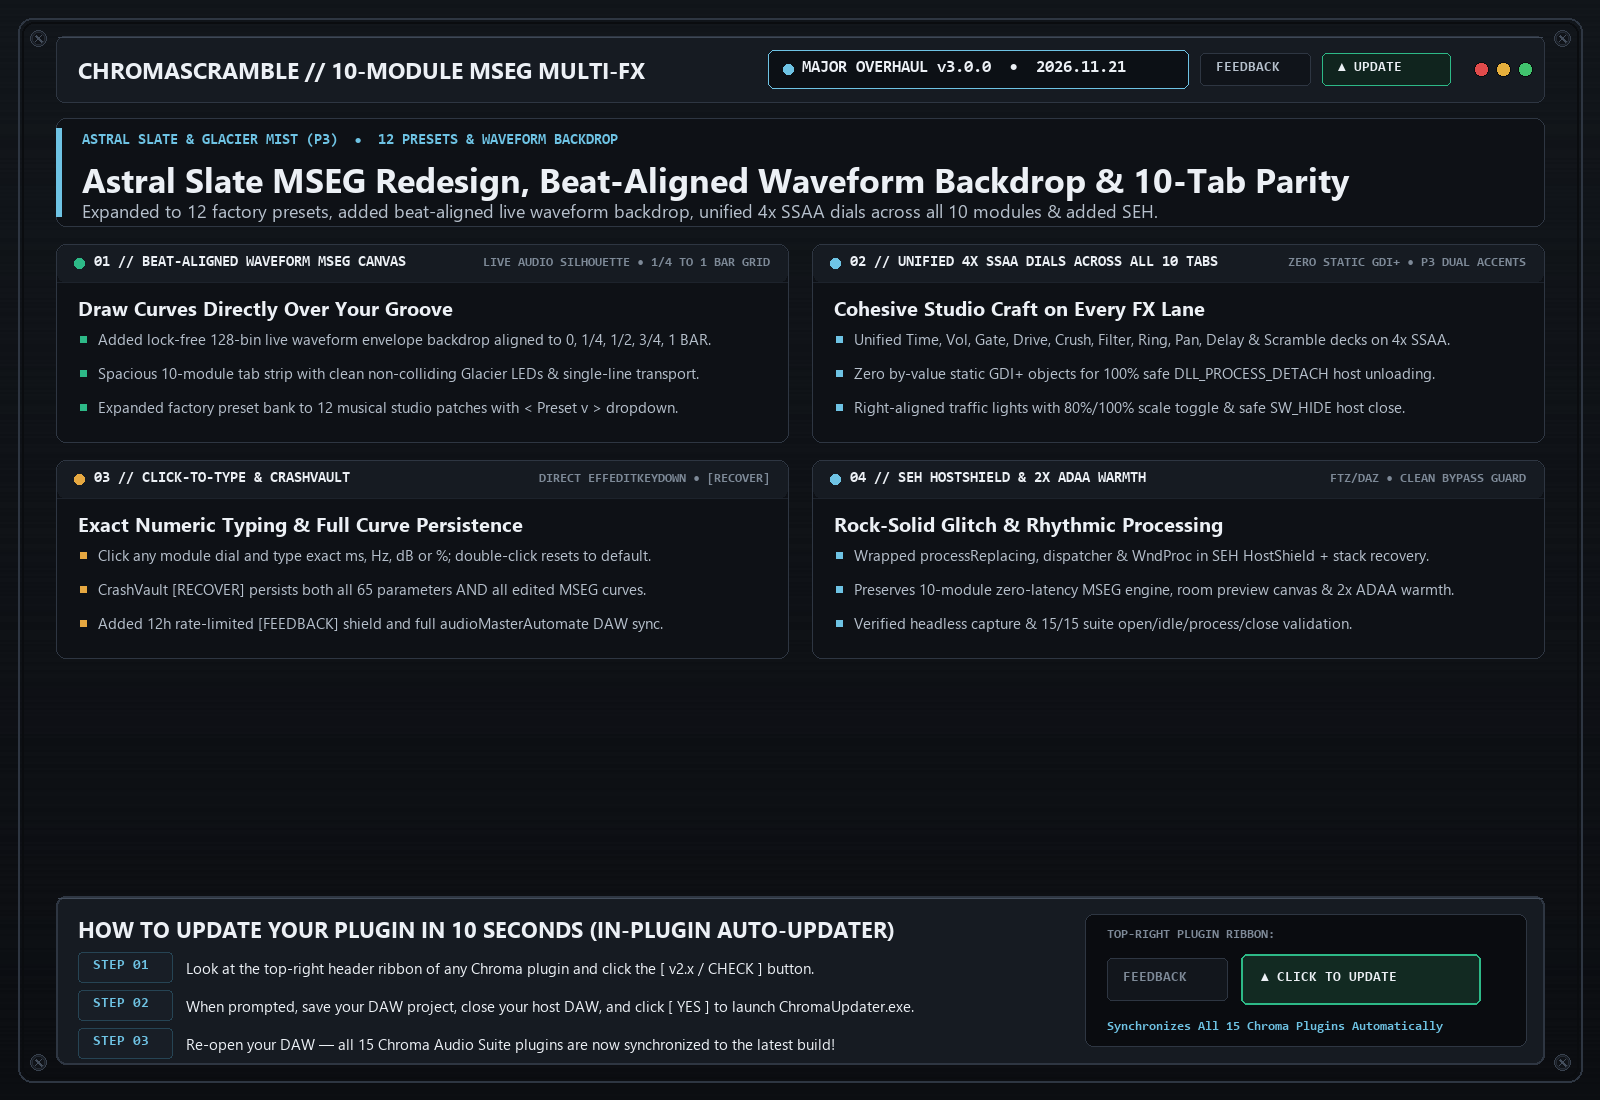 CHROMASCRAMBLE // 10-MODULE MSEG MULTI-FX
MAJOR OVERHAUL v3.0.0 • 2026.11.21
FEEDBACK
▲ UPDATE
ASTRAL SLATE & GLACIER MIST (P3) • 12 PRESETS & WAVEFORM BACKDROP
Astral Slate MSEG Redesign, Beat-Aligned Waveform Backdrop & 10-Tab Parity
Expanded to 12 factory presets, added beat-aligned live waveform backdrop, unified 4x SSAA dials across all 10 modules & added SEH.
01 // BEAT-ALIGNED WAVEFORM MSEG CANVAS
LIVE AUDIO SILHOUETTE • 1/4 TO 1 BAR GRID
Draw Curves Directly Over Your Groove
Added lock-free 128-bin live waveform envelope backdrop aligned to 0, 1/4, 1/2, 3/4, 1 BAR.
Spacious 10-module tab strip with clean non-colliding Glacier LEDs & single-line transport.
Expanded factory preset bank to 12 musical studio patches with < Preset v > dropdown.
02 // UNIFIED 4X SSAA DIALS ACROSS ALL 10 TABS
ZERO STATIC GDI+ • P3 DUAL ACCENTS
Cohesive Studio Craft on Every FX Lane
Unified Time, Vol, Gate, Drive, Crush, Filter, Ring, Pan, Delay & Scramble decks on 4x SSAA.
Zero by-value static GDI+ objects for 100% safe DLL_PROCESS_DETACH host unloading.
Right-aligned traffic lights with 80%/100% scale toggle & safe SW_HIDE host close.
03 // CLICK-TO-TYPE & CRASHVAULT
DIRECT EFFEDITKEYDOWN • [RECOVER]
Exact Numeric Typing & Full Curve Persistence
Click any module dial and type exact ms, Hz, dB or %; double-click resets to default.
CrashVault [RECOVER] persists both all 65 parameters AND all edited MSEG curves.
Added 12h rate-limited [FEEDBACK] shield and full audioMasterAutomate DAW sync.
04 // SEH HOSTSHIELD & 2X ADAA WARMTH
FTZ/DAZ • CLEAN BYPASS GUARD
Rock-Solid Glitch & Rhythmic Processing
Wrapped processReplacing, dispatcher & WndProc in SEH HostShield + stack recovery.
Preserves 10-module zero-latency MSEG engine, room preview canvas & 2x ADAA warmth.
Verified headless capture & 15/15 suite open/idle/process/close validation.
HOW TO UPDATE YOUR PLUGIN IN 10 SECONDS (IN-PLUGIN AUTO-UPDATER)
STEP 01
Look at the top-right header ribbon of any Chroma plugin and click the [ v2.x / CHECK ] button.
STEP 02
When prompted, save your DAW project, close your host DAW, and click [ YES ] to launch ChromaUpdater.exe.
STEP 03
Re-open your DAW — all 15 Chroma Audio Suite plugins are now synchronized to the latest build!
TOP-RIGHT PLUGIN RIBBON:
FEEDBACK
▲ CLICK TO UPDATE
Synchronizes All 15 Chroma Plugins Automatically